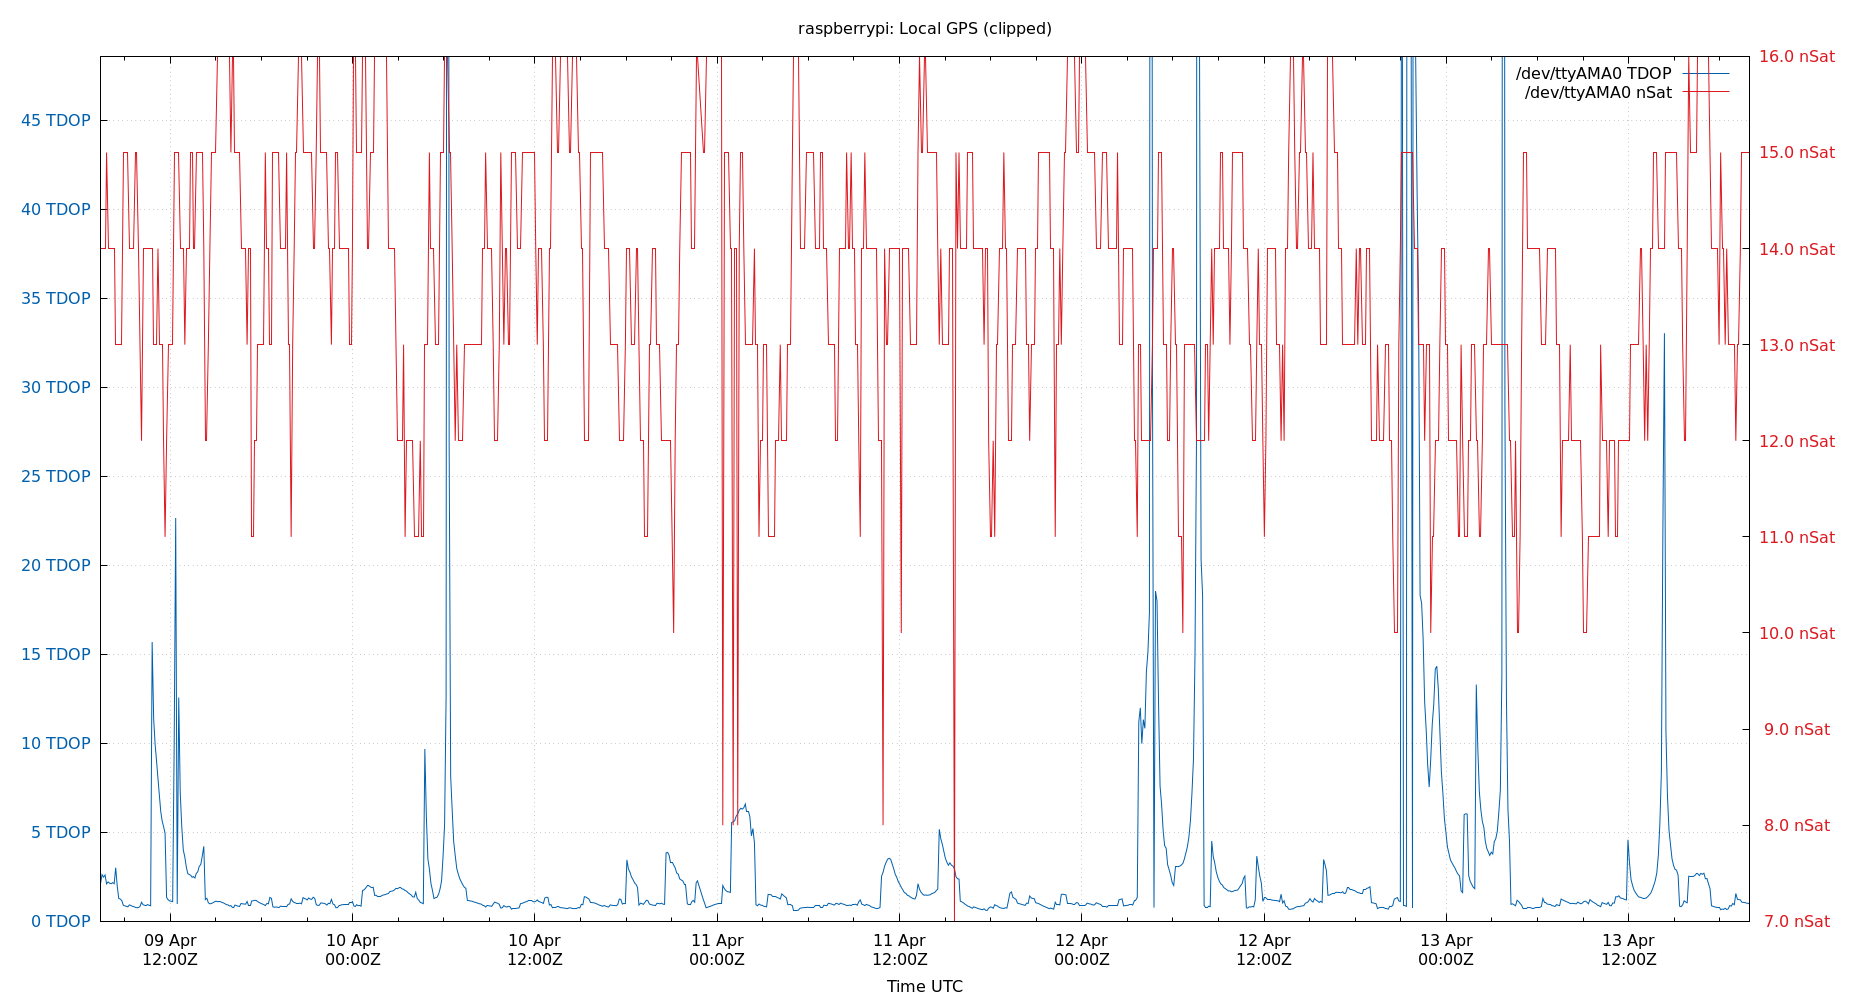 raspberrypi: Local GPS (clipped)
/dev/ttyAMA0 TDOP
/dev/ttyAMA0 nSat
45 TDOP
40 TDOP
35 TDOP
30 TDOP
25 TDOP
20 TDOP
15 TDOP
10 TDOP
5 TDOP
0 TDOP
16.0 nSat
15.0 nSat
14.0 nSat
13.0 nSat
12.0 nSat
11.0 nSat
10.0 nSat
9.0 nSat
8.0 nSat
7.0 nSat
09 Apr
12:00Z
10 Apr
00:00Z
10 Apr
12:00Z
11 Apr
00:00Z
11 Apr
12:00Z
12 Apr
00:00Z
12 Apr
12:00Z
13 Apr
00:00Z
13 Apr
12:00Z
Time UTC